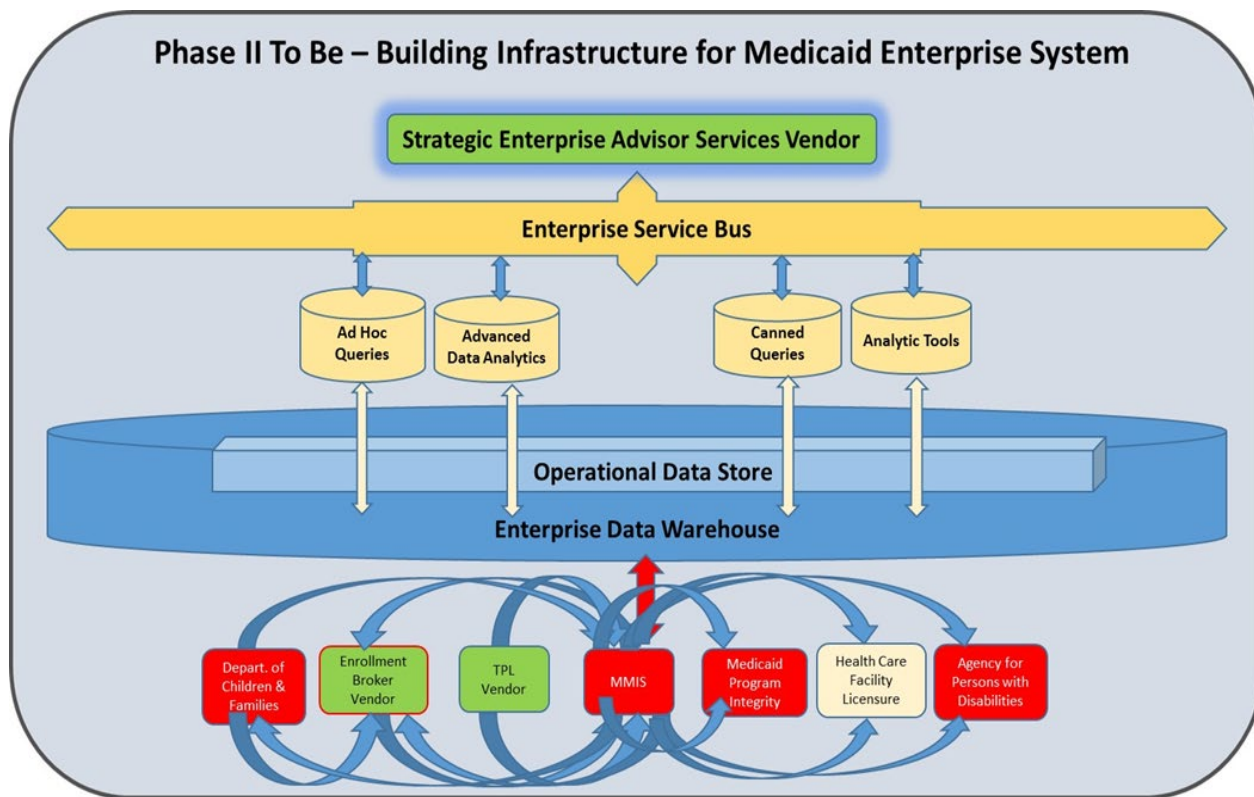 Phase II To Be – Building Infrastructure for Medicaid Enterprise System
Strategic Enterprise Advisor Services Vendor
Enterprise Service Bus
Ad Hoc
Queries
Advanced
Data Analytics
Canned
Queries
Analytic Tools
Operational Data Store
Enterprise Data Warehouse
Depart. of
Children &
Families
Enrollment
Broker
Vendor
TPL
Vendor
MMIS
Medicaid
Program
Integrity
Health Care
Facility
Licensure
Agency for
Persons with
Disabilities